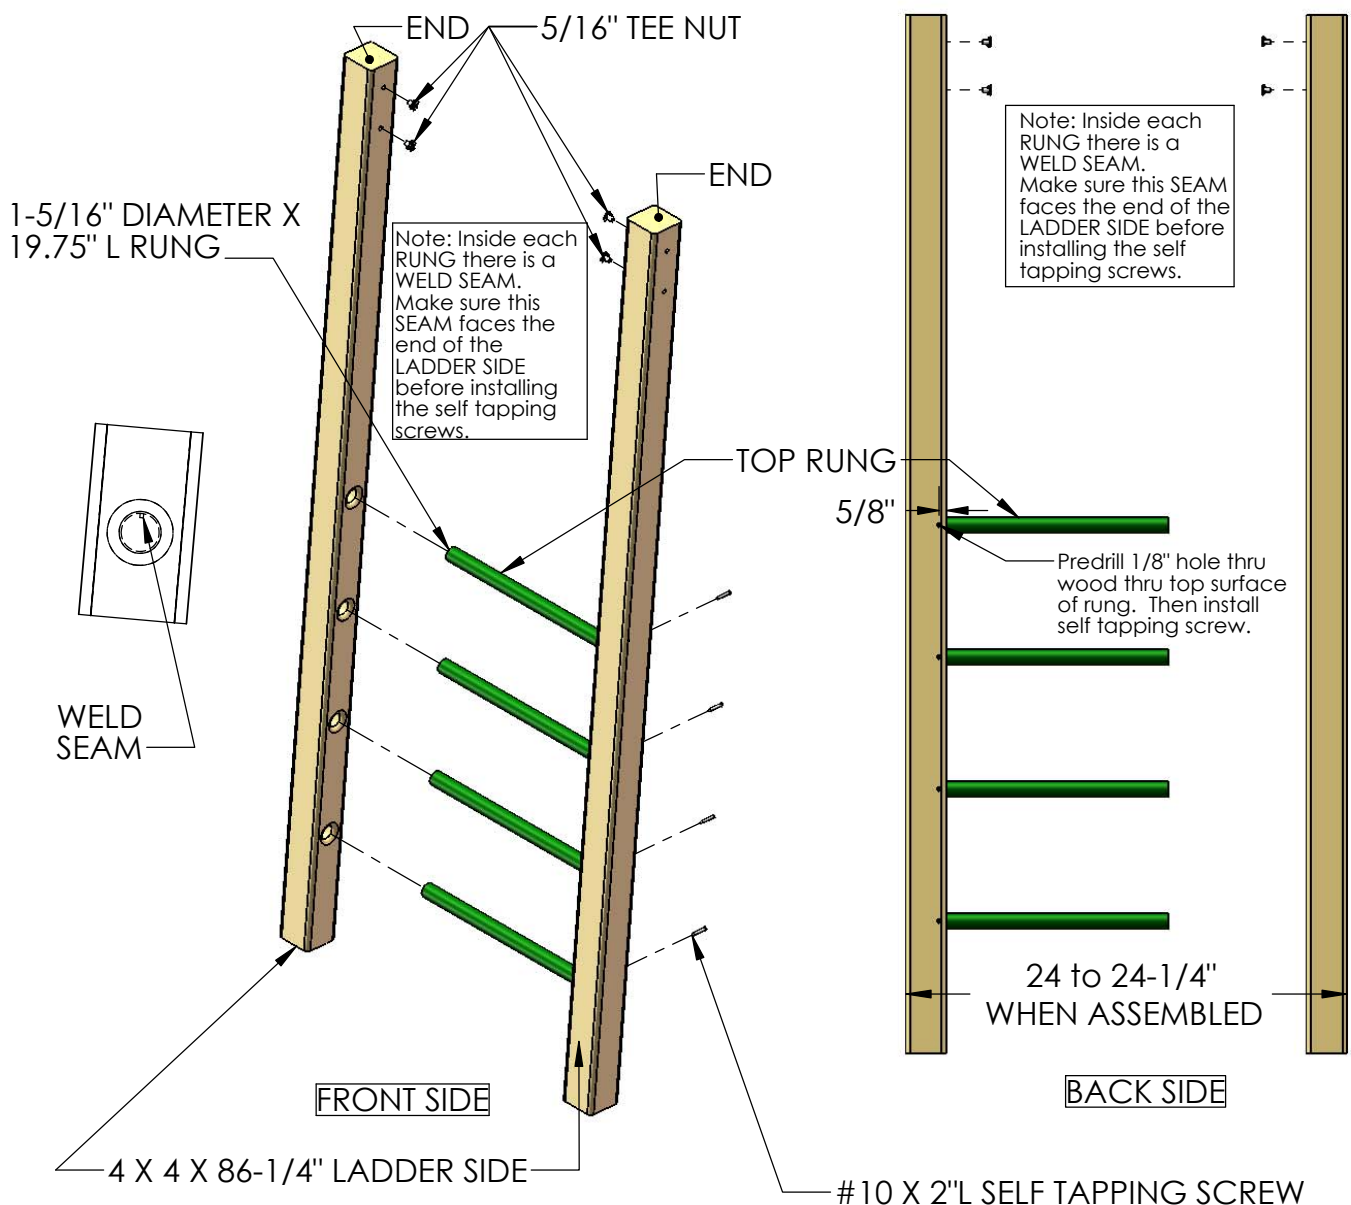 END
5/16" TEE NUT
END
1-5/16" DIAMETER X
19.75" L RUNG
Note: Inside each
RUNG there is a
WELD SEAM.
Make sure this
SEAM faces the
end of the
LADDER SIDE
before installing
the self tapping
screws.
Note: Inside each
RUNG there is a
WELD SEAM.
Make sure this SEAM
faces the end of the
LADDER SIDE before
installing the self
tapping screws.
TOP RUNG
5/8"
Predrill 1/8" hole thru
wood thru top surface
of rung. Then install
self tapping screw.
WELD
SEAM
24 to 24-1/4"
WHEN ASSEMBLED
FRONT SIDE
BACK SIDE
4 X 4 X 86-1/4" LADDER SIDE
#10 X 2"L SELF TAPPING SCREW